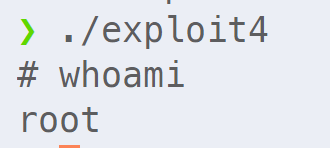 ❯ ./exploit4
# whoami
root